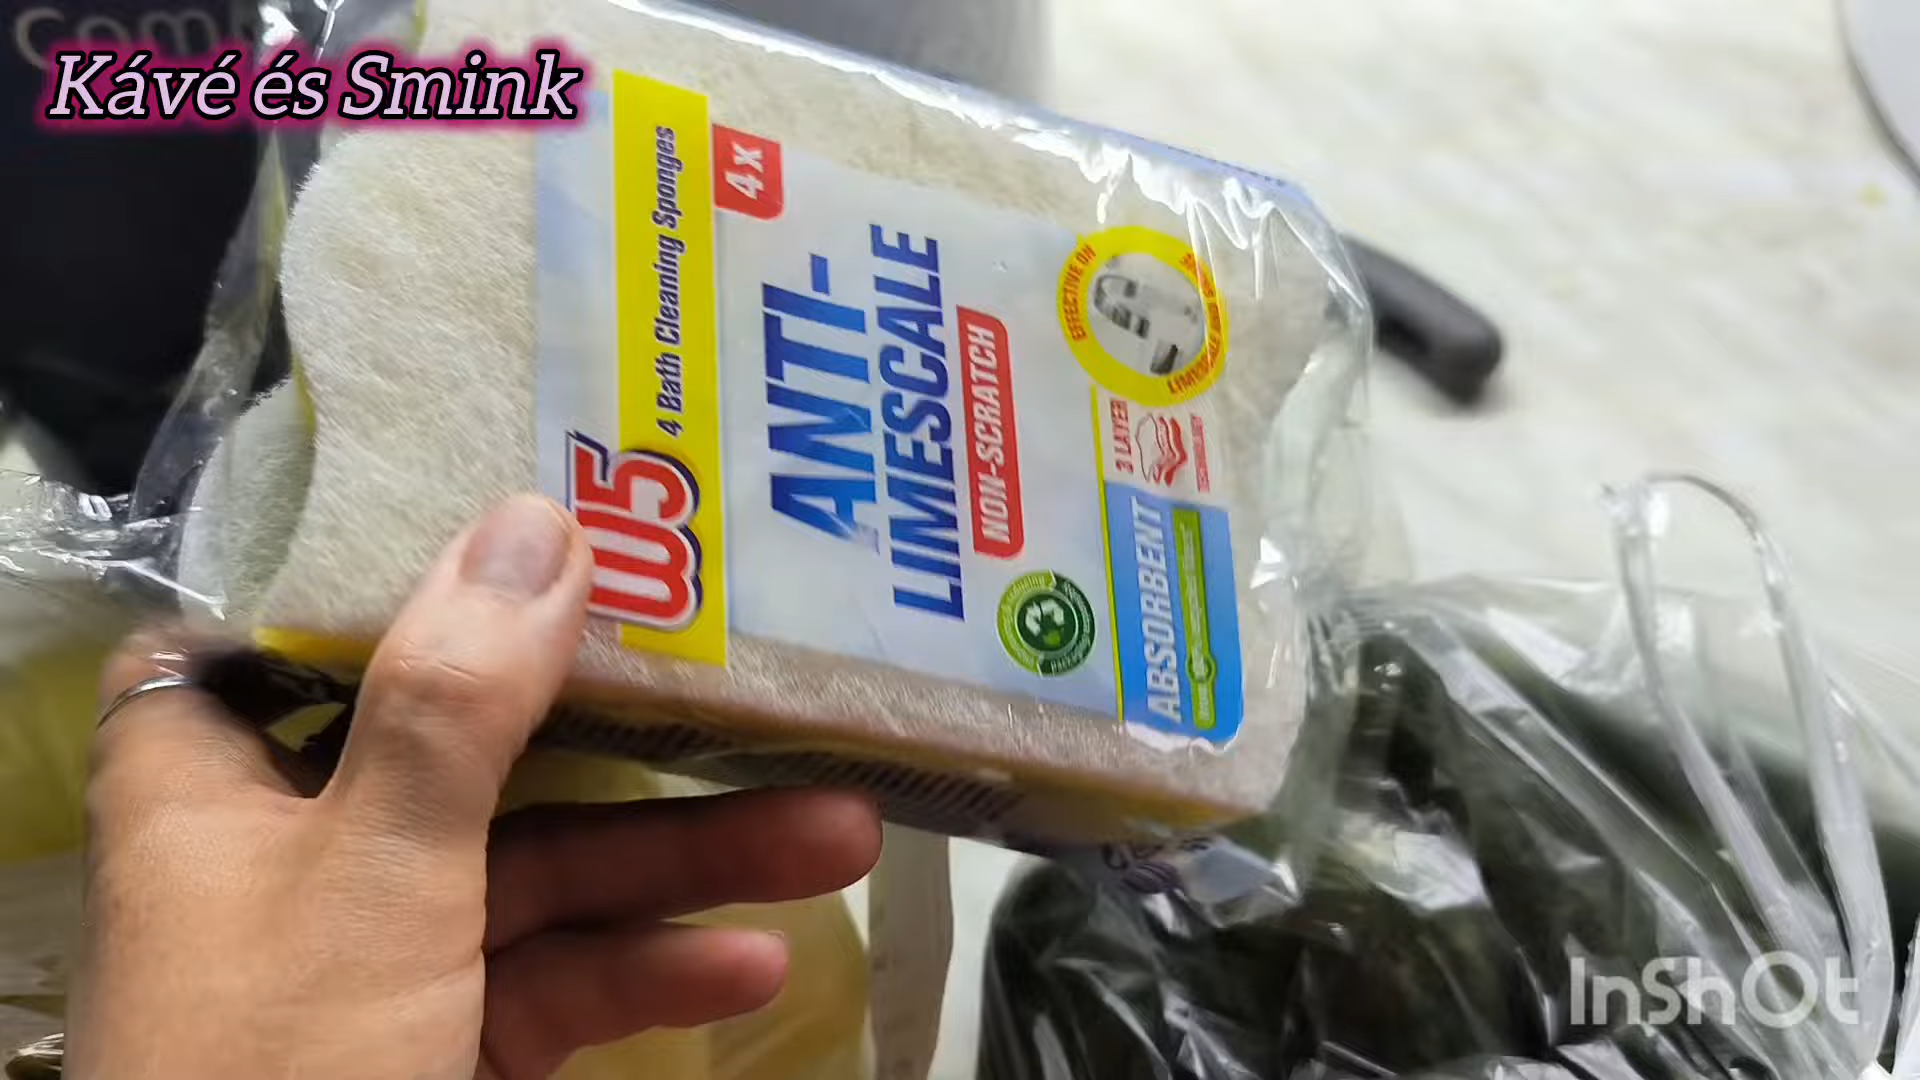 Kávé és Smink
W5
4 Bath Cleaning Sponges
4x
ANTI-
LIMESCALE
NON-SCRATCH
EFFECTIVE ON
3 LAYER
ABSORBENT
InShOt